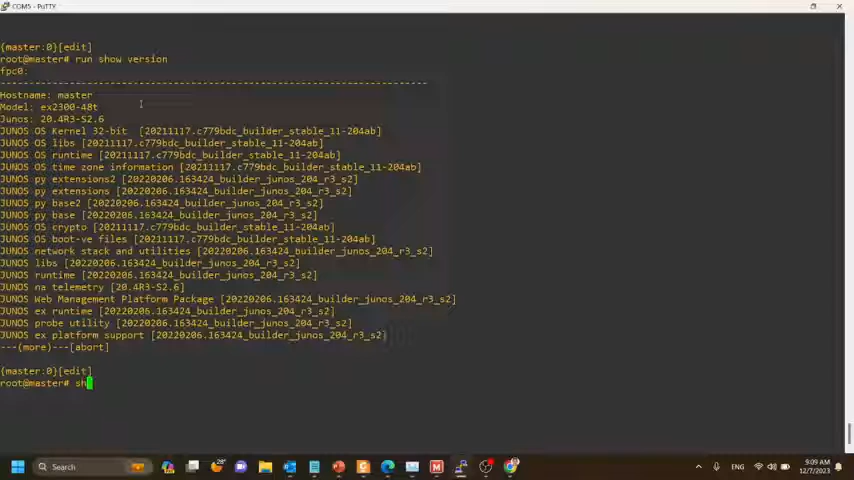 COM5 - PuTTY
{master:0}[edit]
root@master# run show version
fpc0:
--------------------------------------------------------------------------
Hostname: master
Model: ex2300-48t
Junos: 20.4R3-S2.6
JUNOS OS Kernel 32-bit  [20211117.c779bdc_builder_stable_11-204ab]
JUNOS OS libs [20211117.c779bdc_builder_stable_11-204ab]
JUNOS OS runtime [20211117.c779bdc_builder_stable_11-204ab]
JUNOS OS time zone information [20211117.c779bdc_builder_stable_11-204ab]
JUNOS py extensions2 [20220206.163424_builder_junos_204_r3_s2]
JUNOS py extensions [20220206.163424_builder_junos_204_r3_s2]
JUNOS py base2 [20220206.163424_builder_junos_204_r3_s2]
JUNOS py base [20220206.163424_builder_junos_204_r3_s2]
JUNOS OS crypto [20211117.c779bdc_builder_stable_11-204ab]
JUNOS OS boot-ve files [20211117.c779bdc_builder_stable_11-204ab]
JUNOS network stack and utilities [20220206.163424_builder_junos_204_r3_s2]
JUNOS libs [20220206.163424_builder_junos_204_r3_s2]
JUNOS runtime [20220206.163424_builder_junos_204_r3_s2]
JUNOS na telemetry [20.4R3-S2.6]
JUNOS Web Management Platform Package [20220206.163424_builder_junos_204_r3_s2]
JUNOS ex runtime [20220206.163424_builder_junos_204_r3_s2]
JUNOS probe utility [20220206.163424_builder_junos_204_r3_s2]
JUNOS ex platform support [20220206.163424_builder_junos_204_r3_s2]
---(more)---[abort]
{master:0}[edit]
root@master# sh
Search
28°
ENG
9:09 AM
12/7/2023